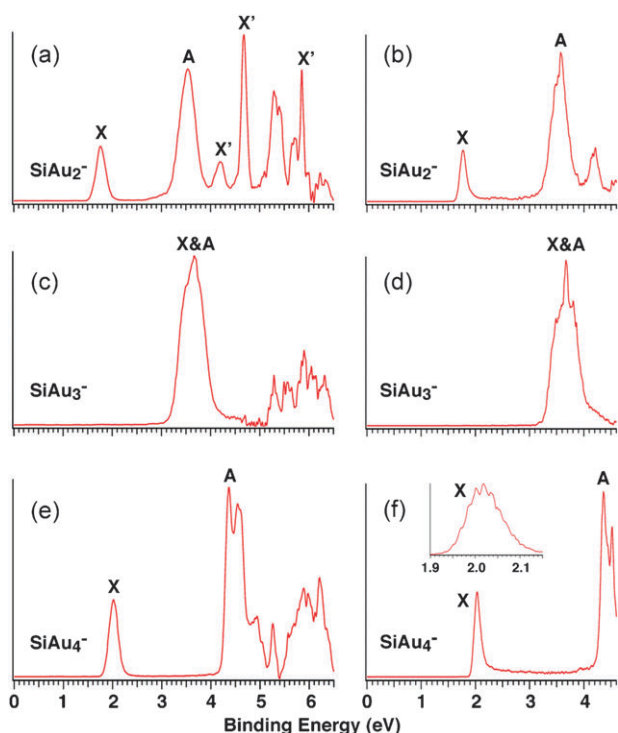 (a) X A X' X' SiAu₂⁻
(b) X A SiAu₂⁻
(c) X&A SiAu₃⁻
(d) X&A SiAu₃⁻
(e) X A SiAu₄⁻
0 1 2 3 4 5 6
(f) X A X SiAu₄⁻
1.9 2.0 2.1
0 1 2 3 4
Binding Energy (eV)